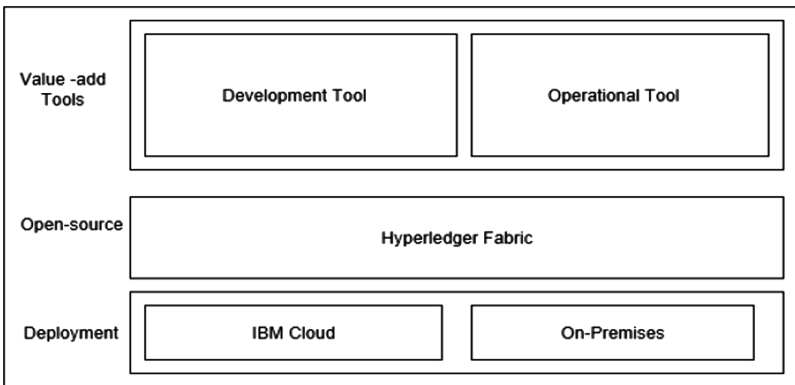 Value -add
Tools
Development Tool
Operational Tool
Open-source
Hyperledger Fabric
Deployment
IBM Cloud
On-Premises